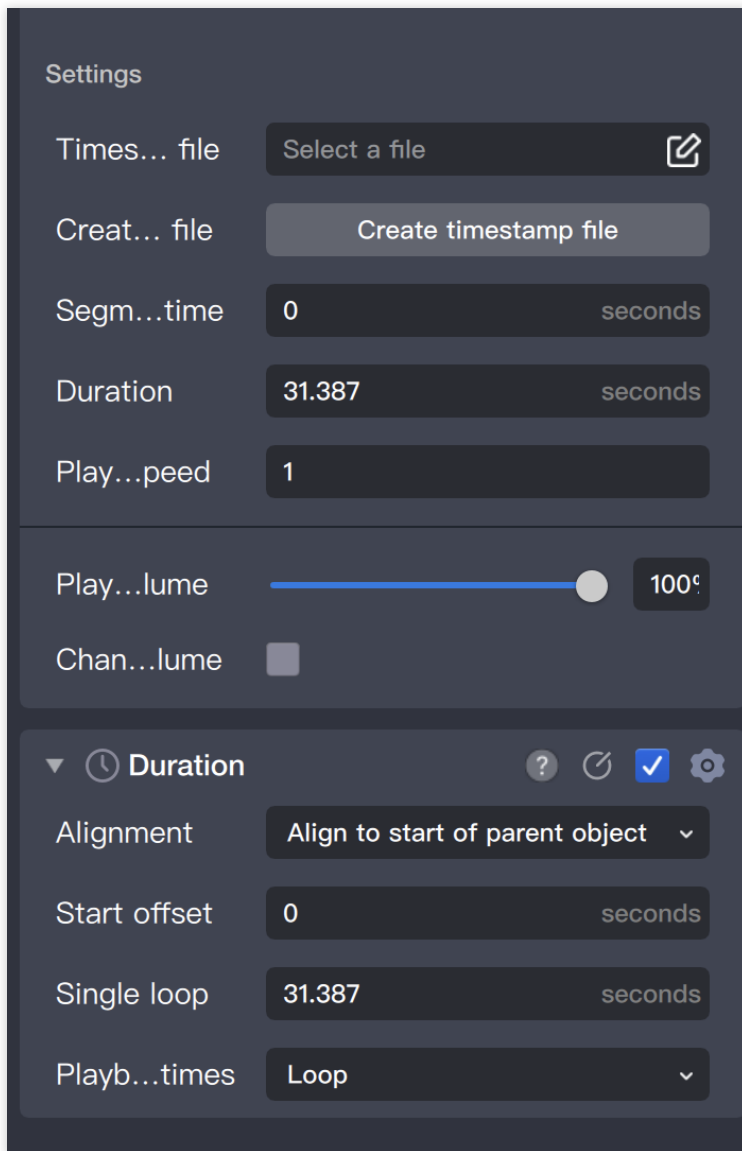 Settings
Times... file Select a file
Creat... file Create timestamp file
Segm...time 0 seconds
Duration 31.387 seconds
Play...peed 1
Play...lume 100%
Chan...lume
Duration ?
Alignment Align to start of parent object
Start offset 0 seconds
Single loop 31.387 seconds
Playb...times Loop